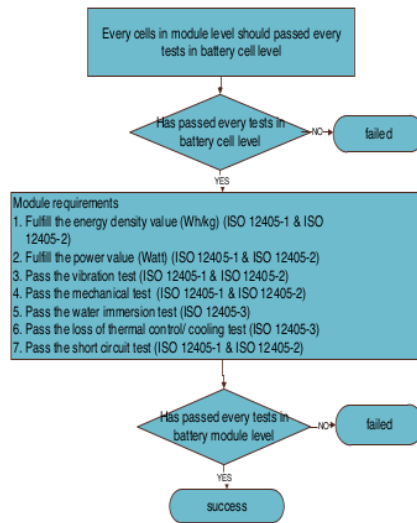 Every cells in module level should passed every
tests in battery cell level
Has passed every tests in
battery cell level
NO
failed
YES
Module requirements
1. Fulfill the energy density value (Wh/kg) (ISO 12405-1 & ISO
12405-2)
2. Fulfill the power value (Watt) (ISO 12405-1 & ISO 12405-2)
3. Pass the vibration test (ISO 12405-1 & ISO 12405-2)
4. Pass the mechanical test (ISO 12405-1 & ISO 12405-2)
5. Pass the water immersion test (ISO 12405-3)
6. Pass the loss of thermal control/ cooling test (ISO 12405-3)
7. Pass the short circuit test (ISO 12405-1 & ISO 12405-2)
Has passed every tests in
battery module level
NO
failed
YES
success